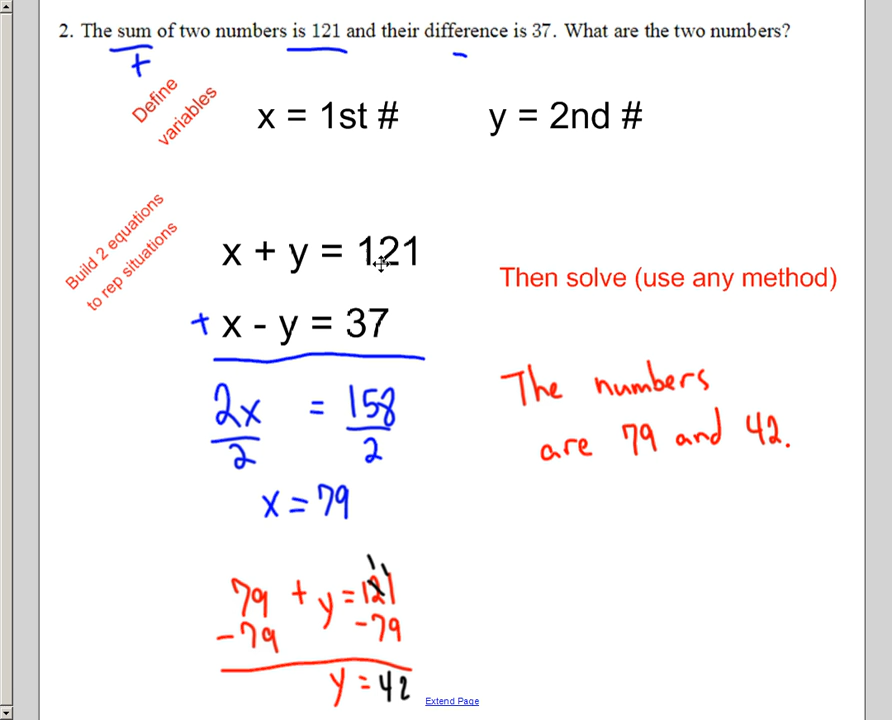 2. The sum of two numbers is 121 and their difference is 37. What are the two numbers?
+ -
Define
variables
x = 1st # y = 2nd #
Build 2 equations
to rep situations
x + y = 121
+ x - y = 37
Then solve (use any method)
2x = 158
2 2
x = 79
The numbers
are 79 and 42.
79 + y = 121
11
-79 -79
y = 42
Extend Page